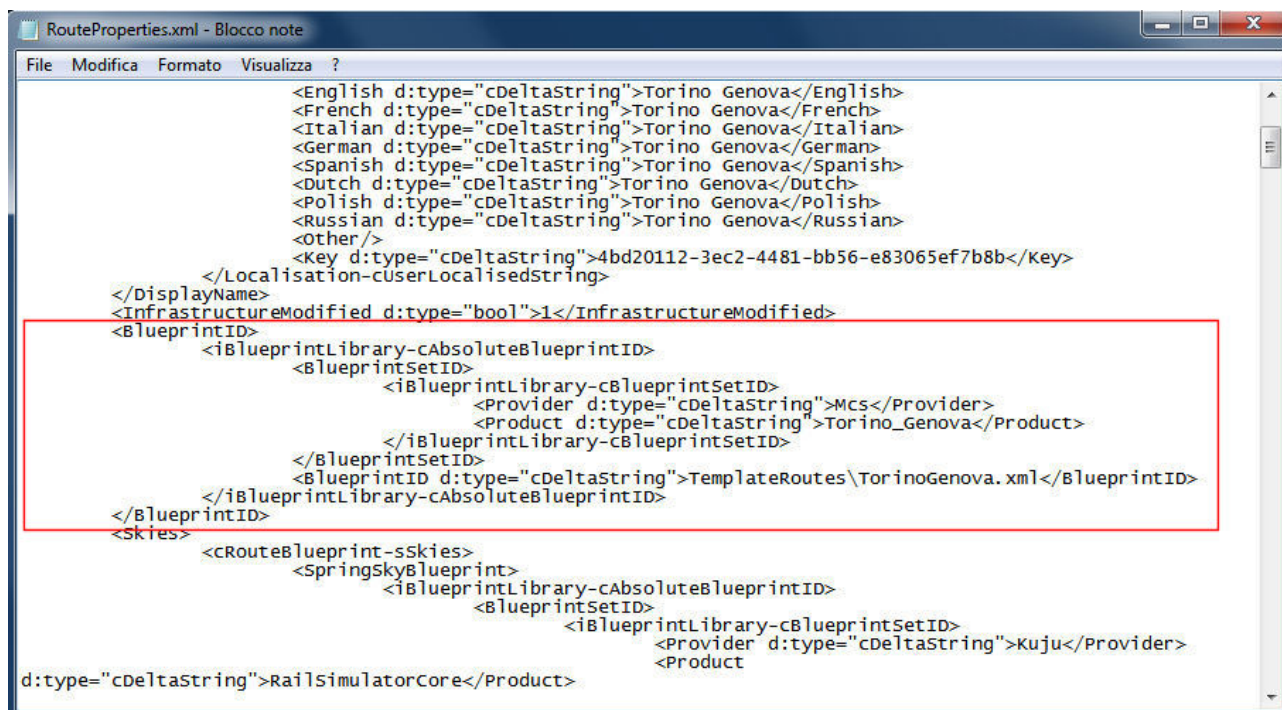 RouteProperties.xml - Blocco note
File Modifica Formato Visualizza ?
<English d:type="cDeltaString">Torino Genova</English>
<French d:type="cDeltaString">Torino Genova</French>
<Italian d:type="cDeltaString">Torino Genova</Italian>
<German d:type="cDeltaString">Torino Genova</German>
<Spanish d:type="cDeltaString">Torino Genova</Spanish>
<Dutch d:type="cDeltaString">Torino Genova</Dutch>
<Polish d:type="cDeltaString">Torino Genova</Polish>
<Russian d:type="cDeltaString">Torino Genova</Russian>
<Other/>
<Key d:type="cDeltaString">4bd20112-3ec2-4481-bb56-e83065ef7b8b</Key>
</Localisation-cUserLocalisedString>
</DisplayName>
<InfrastructureModified d:type="bool">1</InfrastructureModified>
<BlueprintID>
<iBlueprintLibrary-cAbsoluteBlueprintID>
<BlueprintSetID>
<iBlueprintLibrary-cBlueprintSetID>
<Provider d:type="cDeltaString">Mcs</Provider>
<Product d:type="cDeltaString">Torino_Genova</Product>
</iBlueprintLibrary-cBlueprintSetID>
</BlueprintSetID>
<BlueprintID d:type="cDeltaString">TemplateRoutes\TorinoGenova.xml</BlueprintID>
</iBlueprintLibrary-cAbsoluteBlueprintID>
</BlueprintID>
<Skies>
<cRouteBlueprint-sSkies>
<SpringSkyBlueprint>
<iBlueprintLibrary-cAbsoluteBlueprintID>
<BlueprintSetID>
<iBlueprintLibrary-cBlueprintSetID>
<Provider d:type="cDeltaString">Kuju</Provider>
<Product
d:type="cDeltaString">RailSimulatorCore</Product>